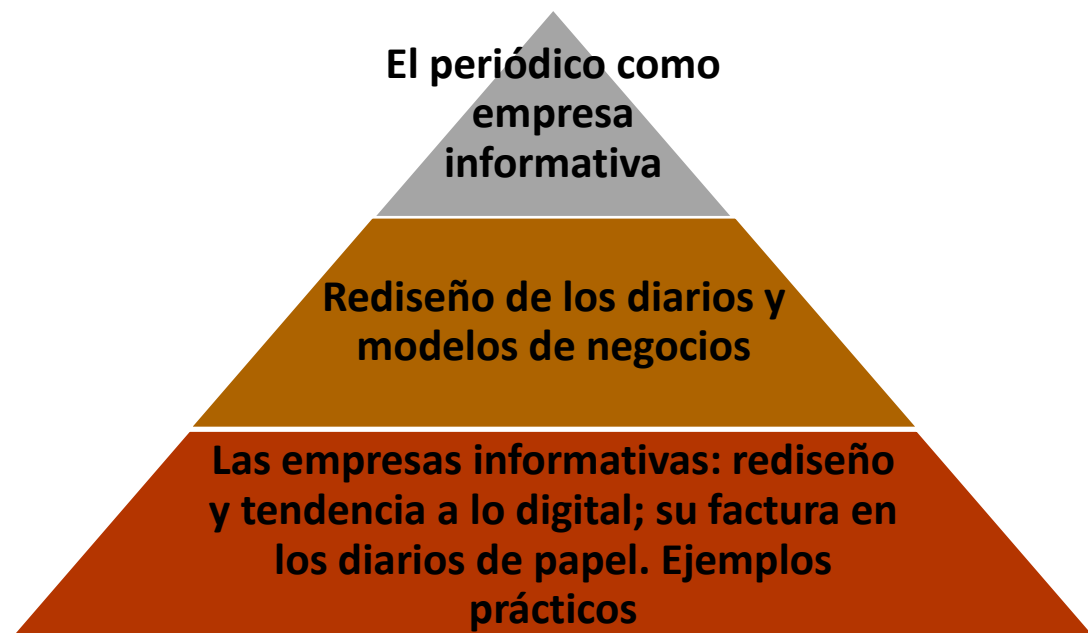 El periódico como
empresa
informativa
Rediseño de los diarios y
modelos de negocios
Las empresas informativas: rediseño
y tendencia a lo digital; su factura en
los diarios de papel. Ejemplos
prácticos